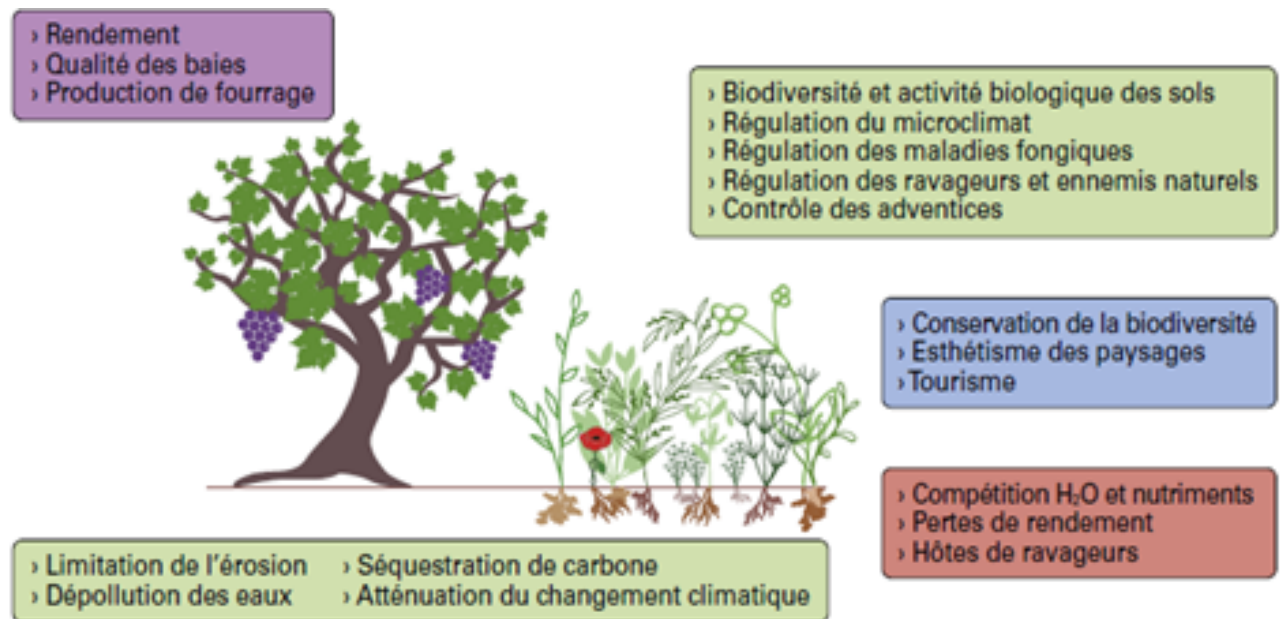 › Rendement
› Qualité des baies
› Production de fourrage
› Biodiversité et activité biologique des sols
› Régulation du microclimat
› Régulation des maladies fongiques
› Régulation des ravageurs et ennemis naturels
› Contrôle des adventices
› Conservation de la biodiversité
› Esthétisme des paysages
› Tourisme
› Compétition H₂O et nutriments
› Pertes de rendement
› Hôtes de ravageurs
› Limitation de l'érosion
› Dépollution des eaux
› Séquestration de carbone
› Atténuation du changement climatique